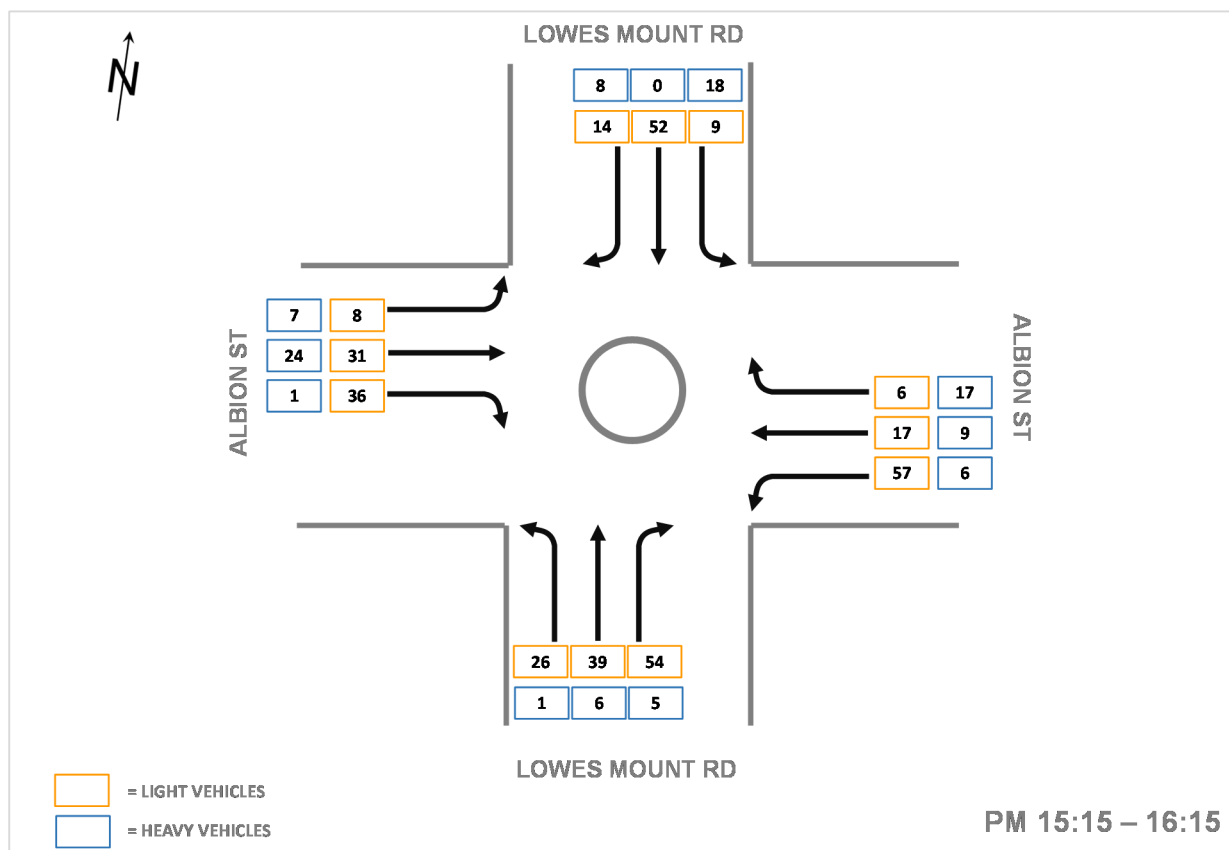 LOWES MOUNT RD
N
8 0 18
14 52 9
7 8
24 31
1 36
ALBION ST
6 17
17 9
57 6
ALBION ST
26 39 54
1 6 5
LOWES MOUNT RD
= LIGHT VEHICLES
= HEAVY VEHICLES
PM 15:15 – 16:15